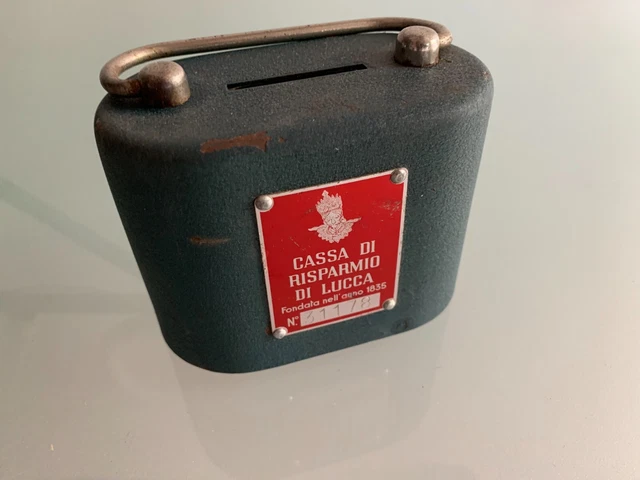 CASSA DI
RISPARMIO
DI LUCCA
Fondata nell'anno 1835
N.°